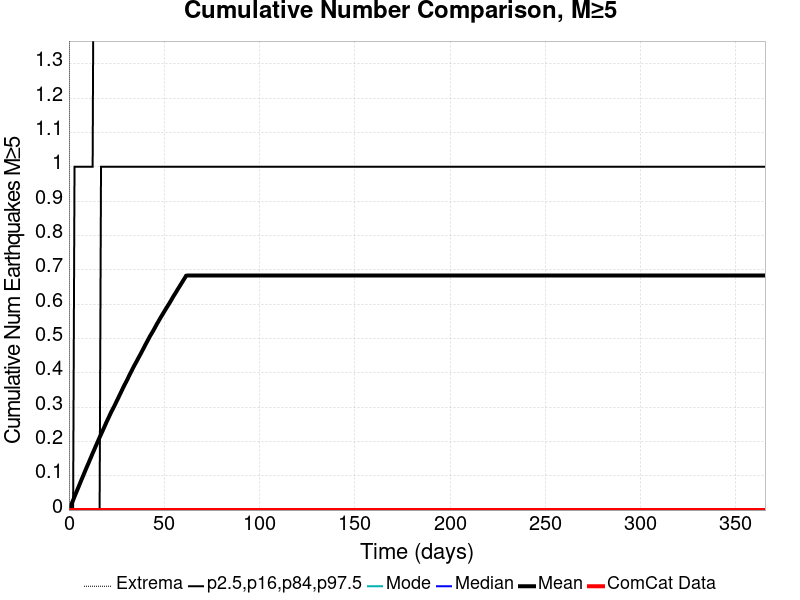 Cumulative Number Comparison, M≥5
Cumulative Num Earthquakes M≥5
1.3
1.2
1.1
1
0.9
0.8
0.7
0.6
0.5
0.4
0.3
0.2
0.1
0
0 50 100 150 200 250 300 350
Time (days)
Extrema p2.5,p16,p84,p97.5 Mode Median Mean ComCat Data